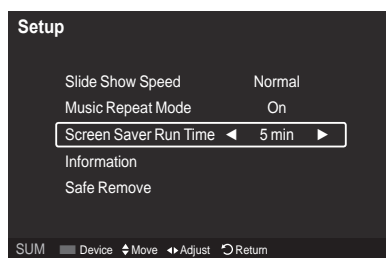 Setup
Slide Show Speed Normal
Music Repeat Mode On
Screen Saver Run Time ◀ 5 min ▶
Information
Safe Remove
SUM Device Move Adjust Return